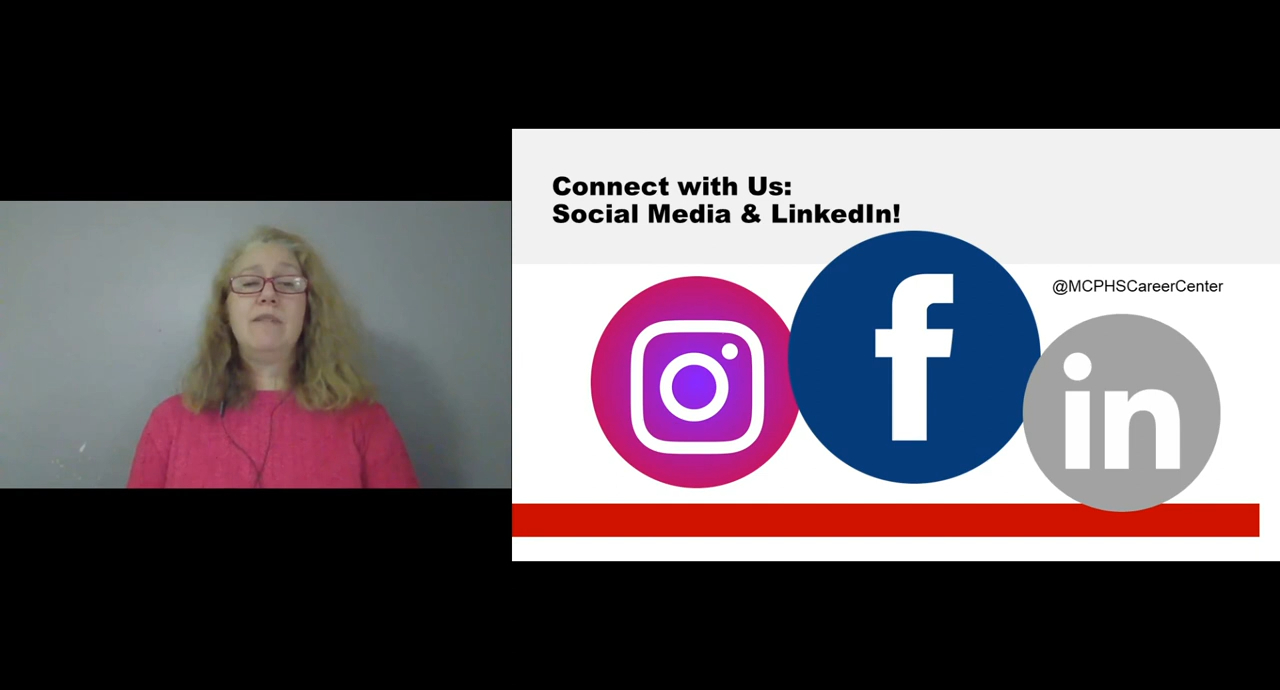 Connect with Us:
Social Media & LinkedIn!
@MCPHSCareerCenter
f
in